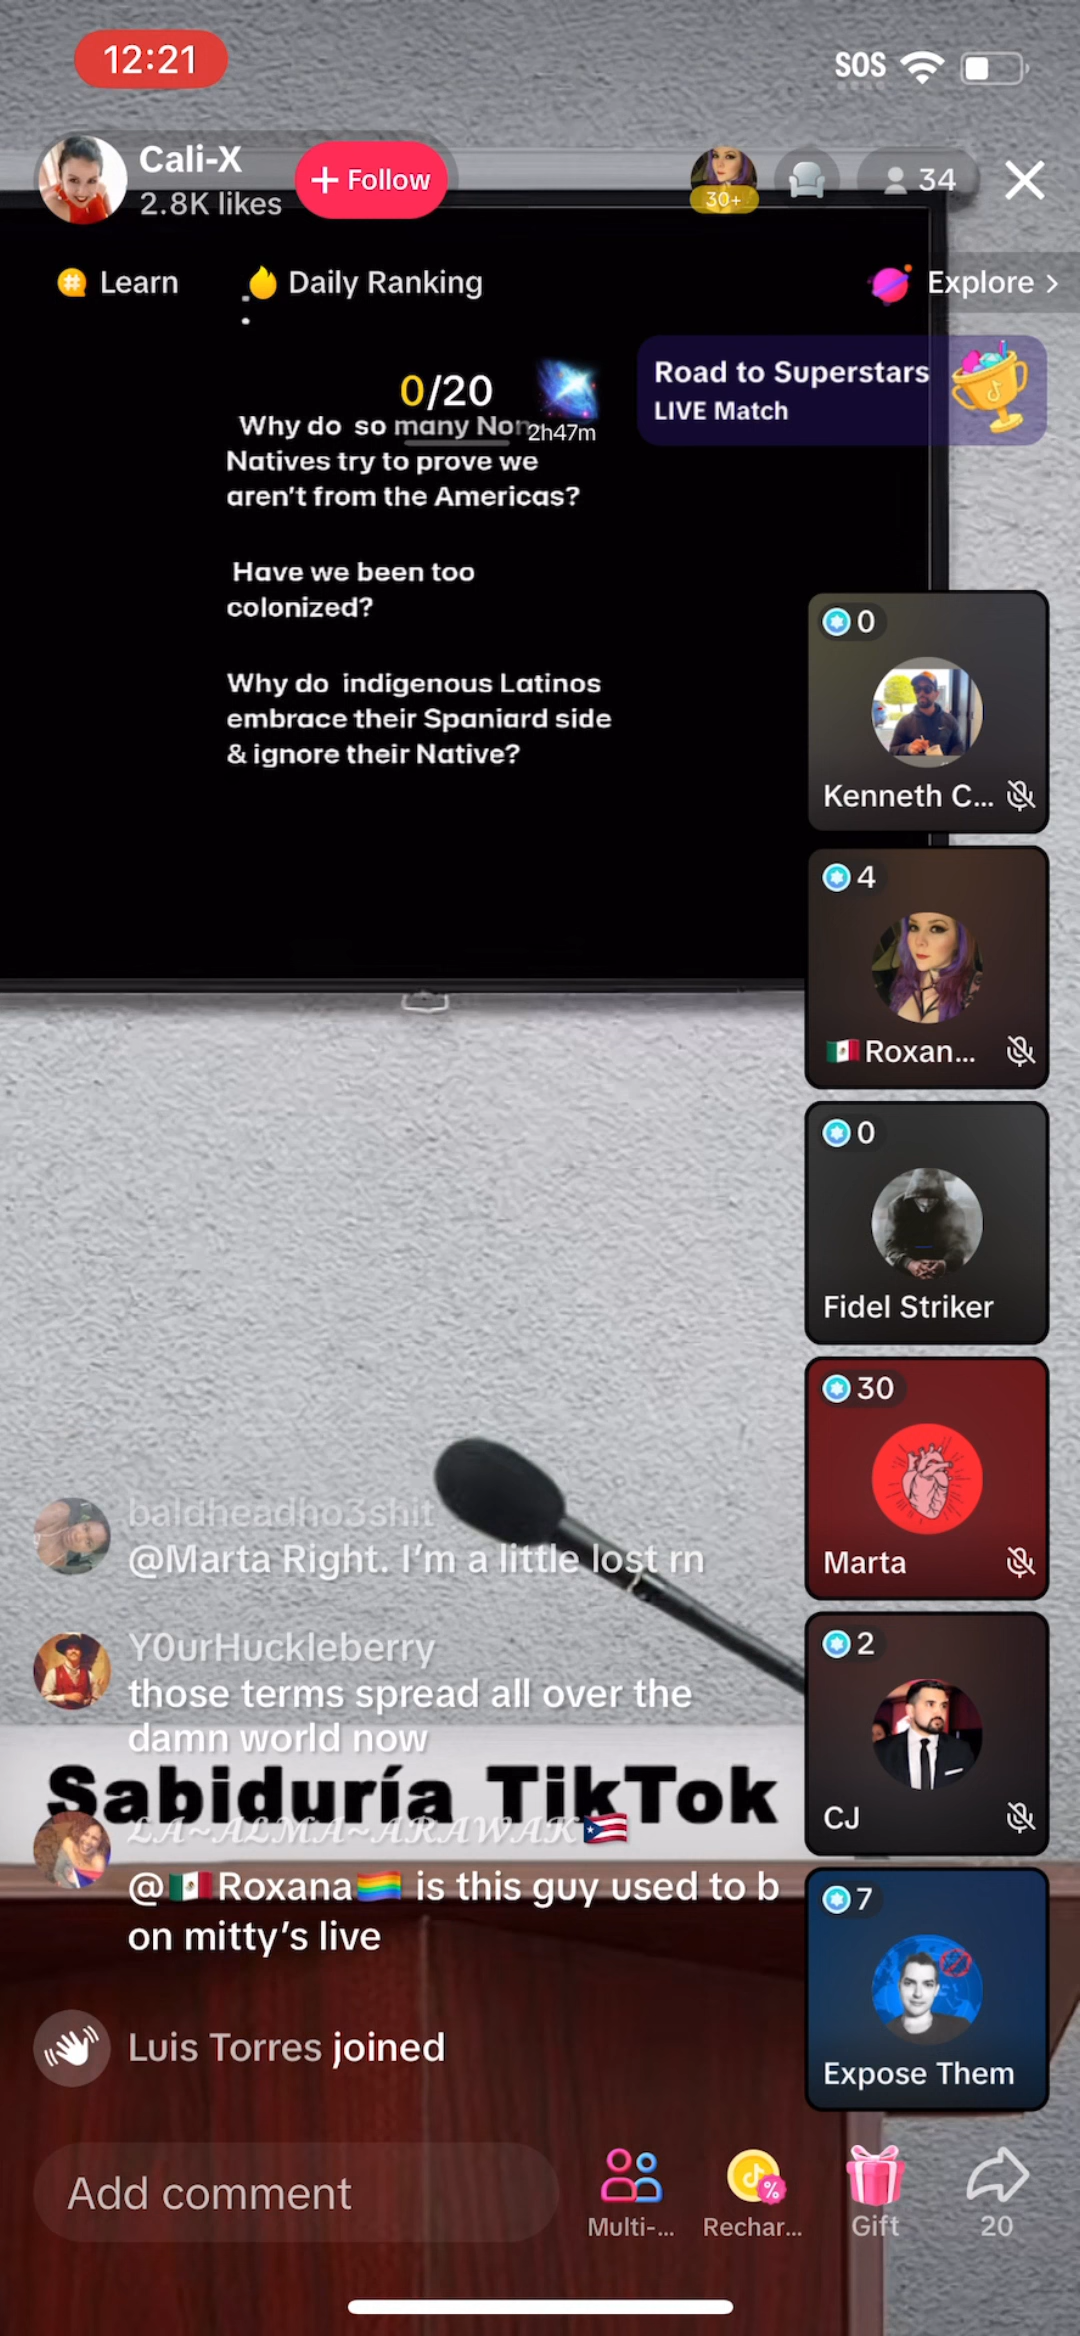 12:21
SOS
Cali-X
2.8K likes
+ Follow
30+
34
Learn
Daily Ranking
Explore >
0/20
2h47m
Road to Superstars
LIVE Match
Why do so many Non
Natives try to prove we
aren't from the Americas?
Have we been too
colonized?
Why do indigenous Latinos
embrace their Spaniard side
& ignore their Native?
0
Kenneth C...
4
🇲🇽Roxan...
0
Fidel Striker
30
Marta
2
CJ
7
Expose Them
baldheadho3shit
@Marta Right. I'm a little lost rn
Y0urHuckleberry
those terms spread all over the
damn world now
Sabiduría TikTok
LA~ALMA~ARAWAK🇵🇷
@🇲🇽Roxana🏳️‍🌈 is this guy used to b
on mitty's live
Luis Torres joined
Add comment
Multi-...
Rechar...
Gift
20